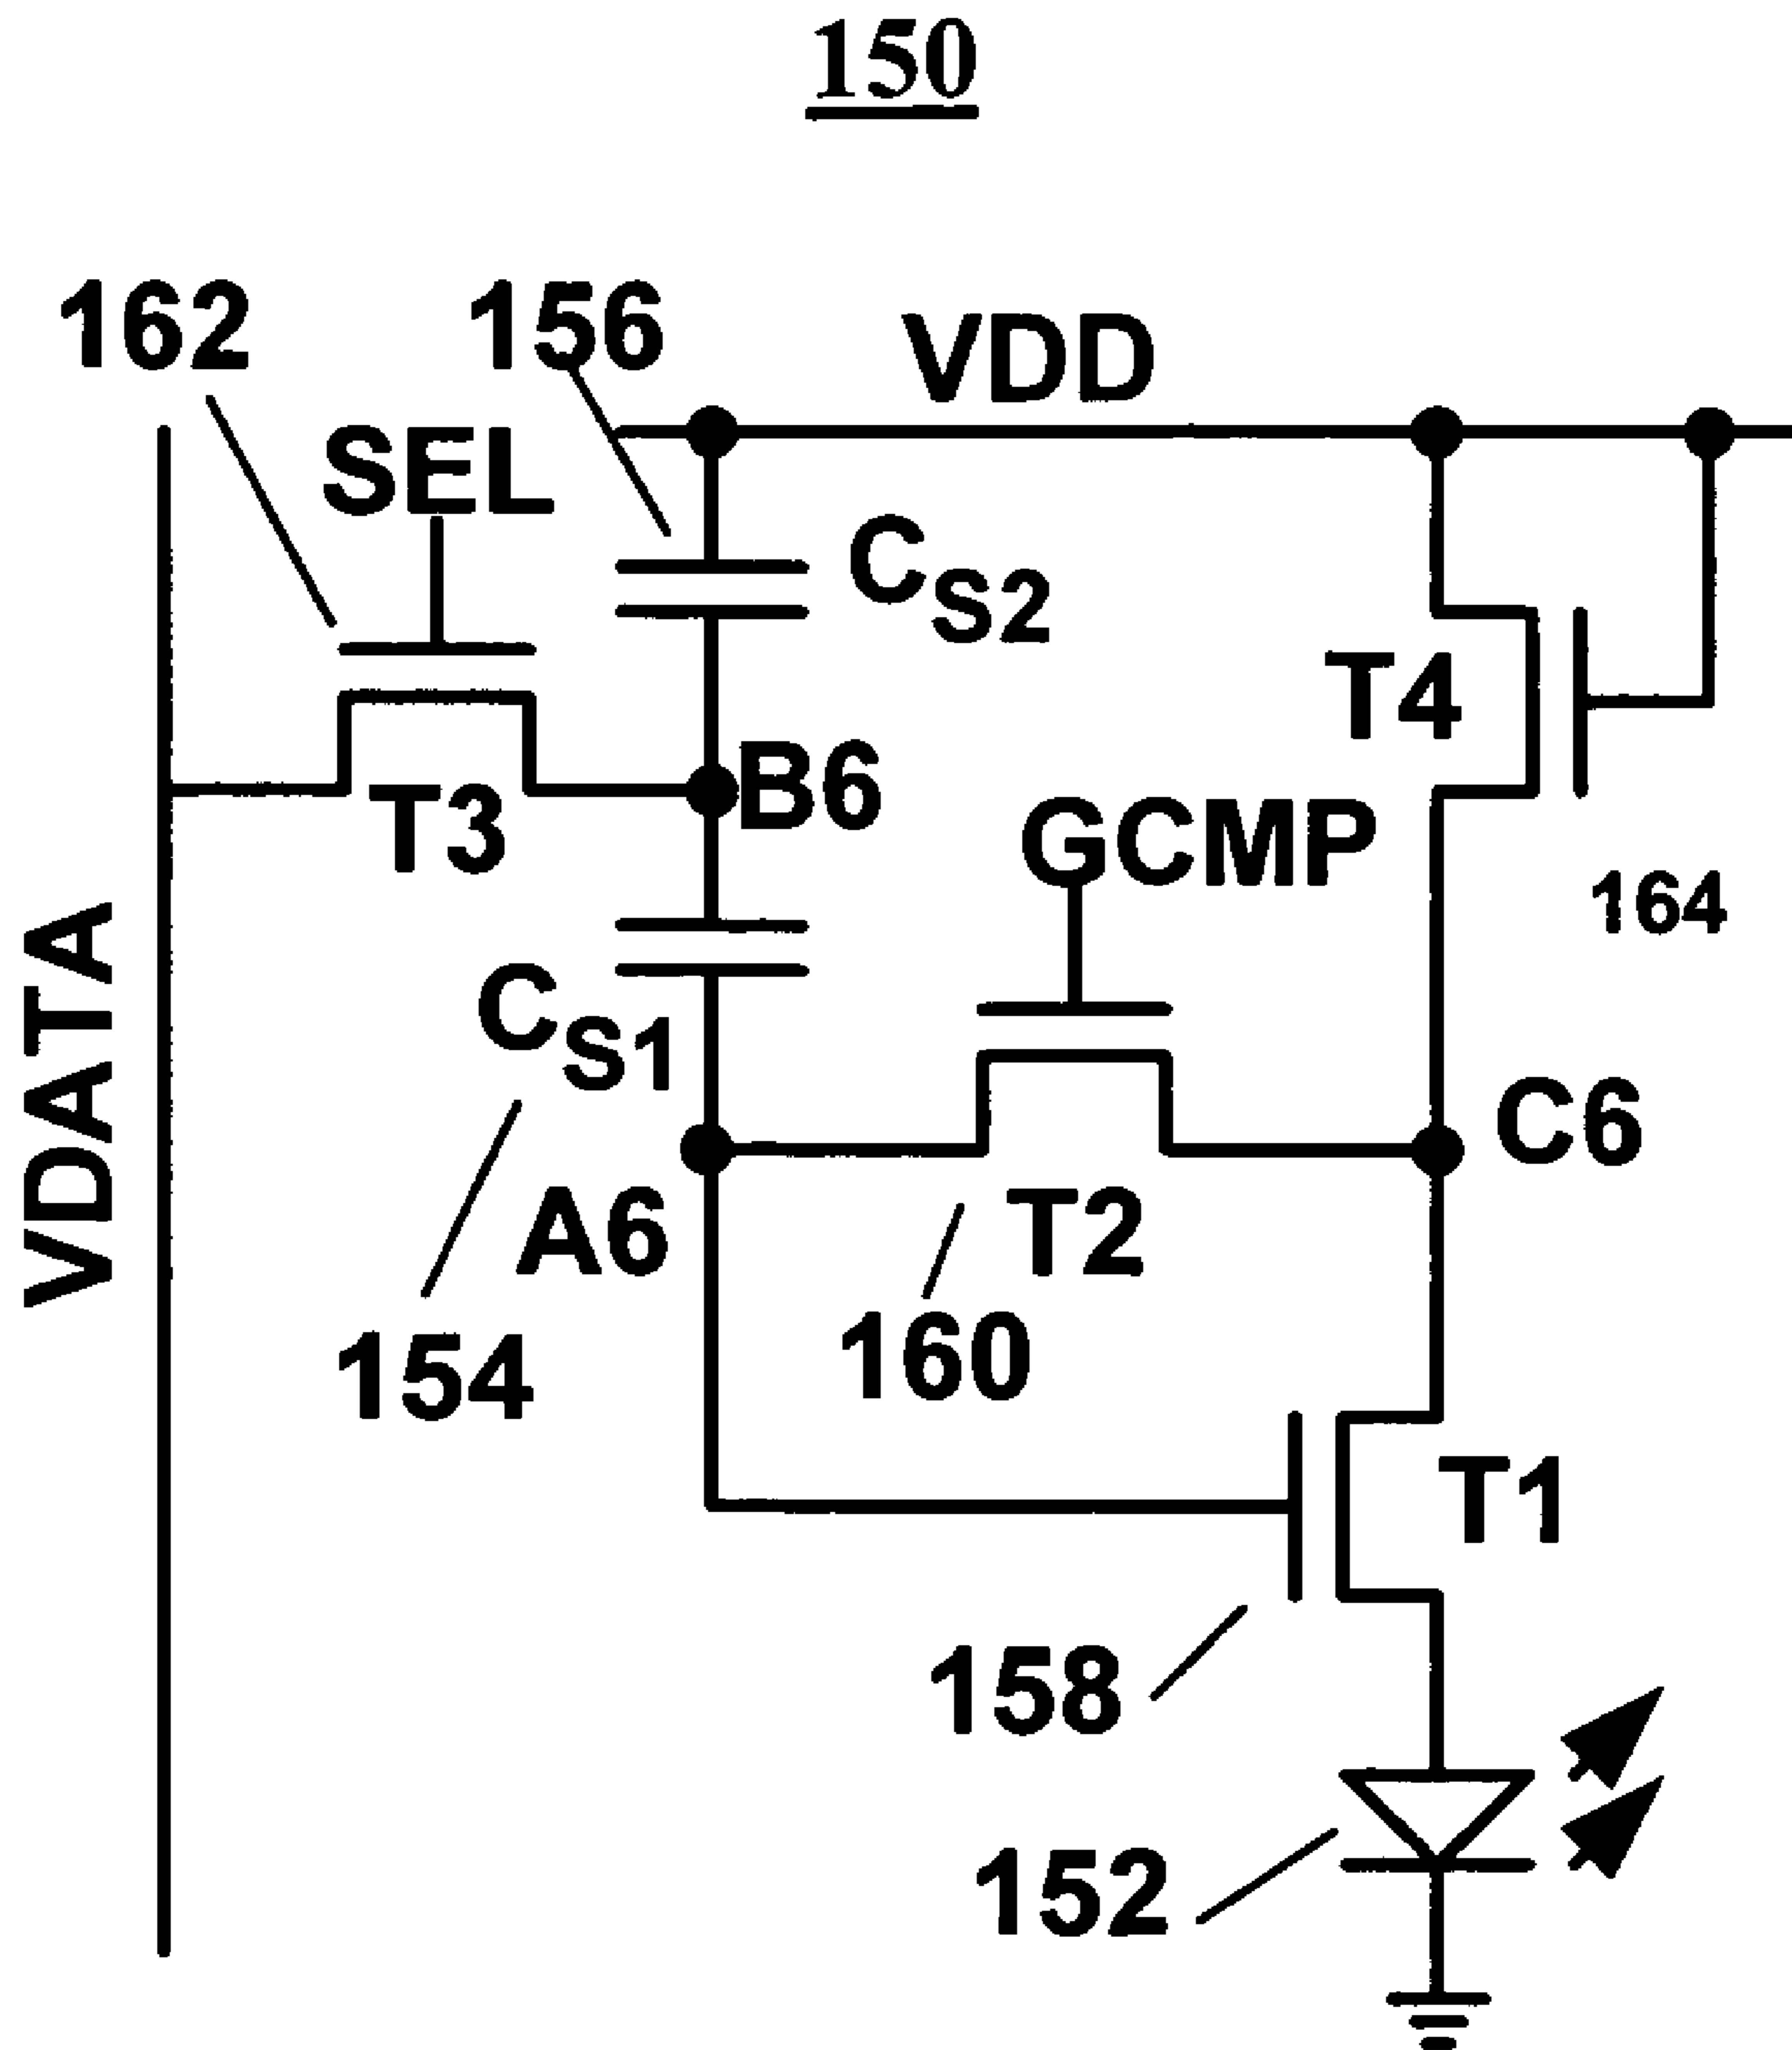 150
162
156
VDD
SEL
CS2
T4
B6
T3
GCMP
164
VDATA
CS1
C6
A6
T2
154
160
T1
158
152